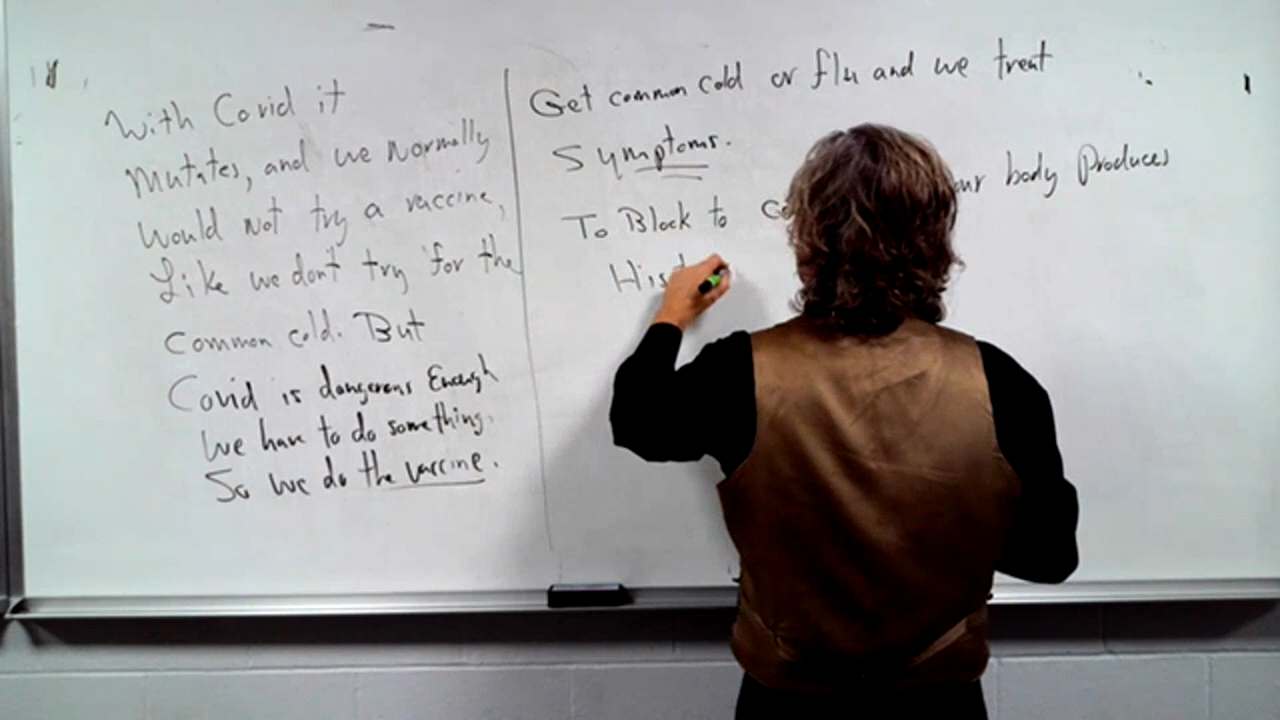 With Covid it
Mutates, and we normally
would not try a vaccine,
Like we don't try for the
Common cold. But
Covid is dangerous Enough
We have to do something.
So we do the vaccine.
Get common cold or flu and we treat
Symptoms.
To Block to body Produces